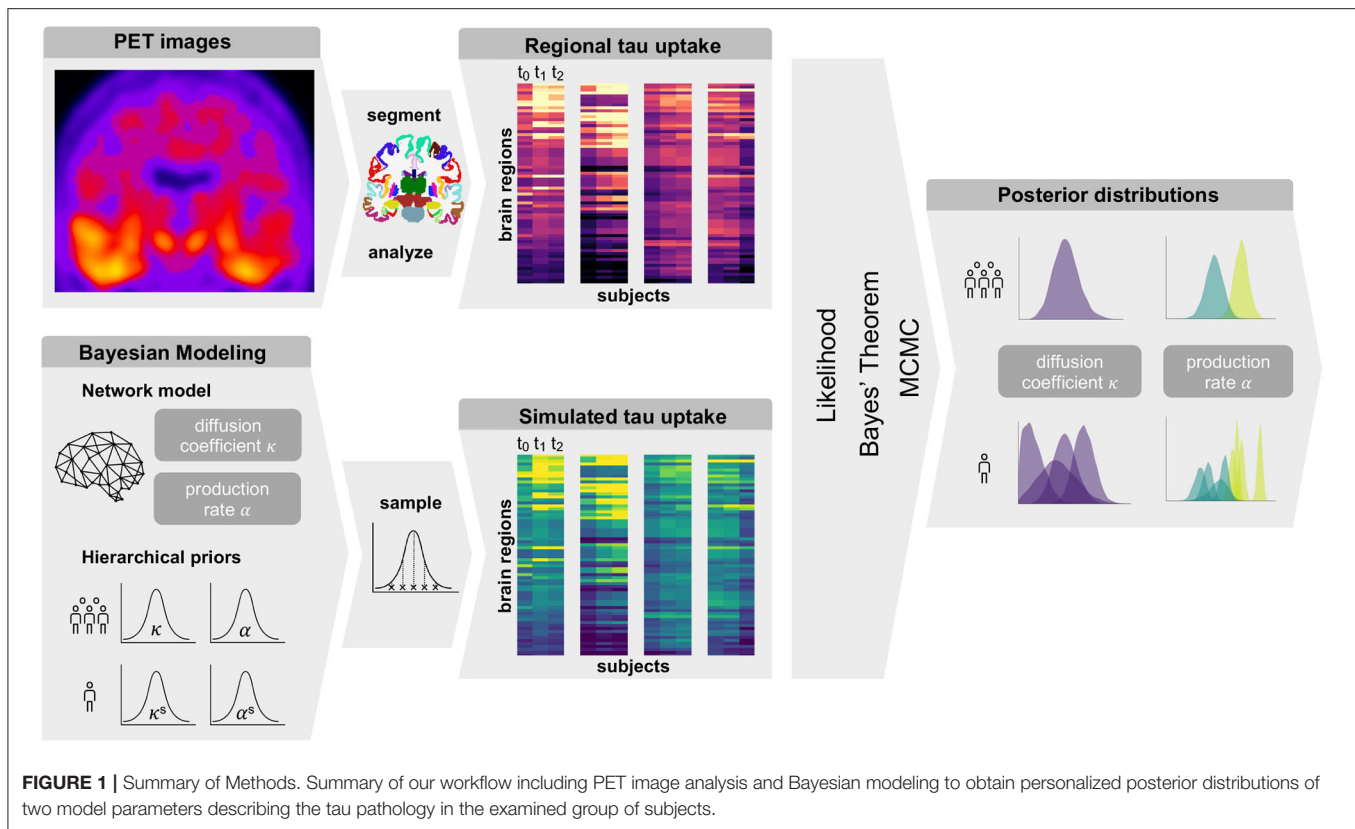 PET images
segment
analyze
Regional tau uptake
t0 t1 t2
brain regions
subjects
Bayesian Modeling
Network model
diffusion
coefficient κ
production
rate α
Hierarchical priors
κ
α
κs
αs
sample
Simulated tau uptake
t0 t1 t2
brain regions
subjects
Likelihood
Bayes' Theorem
MCMC
Posterior distributions
diffusion
coefficient κ
production
rate α
FIGURE 1 | Summary of Methods. Summary of our workflow including PET image analysis and Bayesian modeling to obtain personalized posterior distributions of
two model parameters describing the tau pathology in the examined group of subjects.